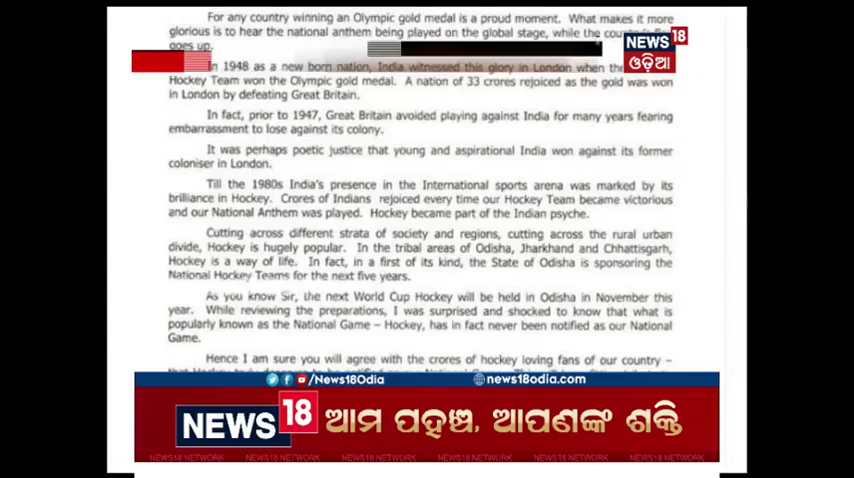 For any country winning an Olympic gold medal is a proud moment. What makes it more
glorious is to hear the national anthem being played on the global stage, while the
goes up.
In 1948 as a new born nation, India witnessed this glory in London when the
Hockey Team won the Olympic gold medal. A nation of 33 crores rejoiced as the gold was won
in London by defeating Great Britain.
In fact, prior to 1947, Great Britain avoided playing against India for many years fearing
embarrassment to lose against its colony.
It was perhaps poetic justice that young and aspirational India won against its former
coloniser in London.
Till the 1980s India's presence in the International sports arena was marked by its
brilliance in Hockey. Crores of Indians rejoiced every time our Hockey Team became victorious
and our National Anthem was played. Hockey became part of the Indian psyche.
Cutting across different strata of society and regions, cutting across the rural urban
divide, Hockey is hugely popular. In the tribal areas of Odisha, Jharkhand and Chhattisgarh,
Hockey is a way of life. In fact, in a first of its kind, the State of Odisha is sponsoring the
National Hockey Teams for the next five years.
As you know Sir, the next World Cup Hockey will be held in Odisha in November this
year. While reviewing the preparations, I was surprised and shocked to know that what is
popularly known as the National Game – Hockey, has in fact never been notified as our National
Game.
Hence I am sure you will agree with the crores of hockey loving fans of our country –
NEWS 18
ଓଡ଼ିଆ
/News18Odia
news18odia.com
NEWS 18 ଆମ ପହଞ୍ଚ, ଆପଣଙ୍କ ଶକ୍ତି
NEWS18 NETWORK NEWS18 NETWORK NEWS18 NETWORK NEWS18 NETWORK NEWS18 NETWORK NEWS18 NETWORK